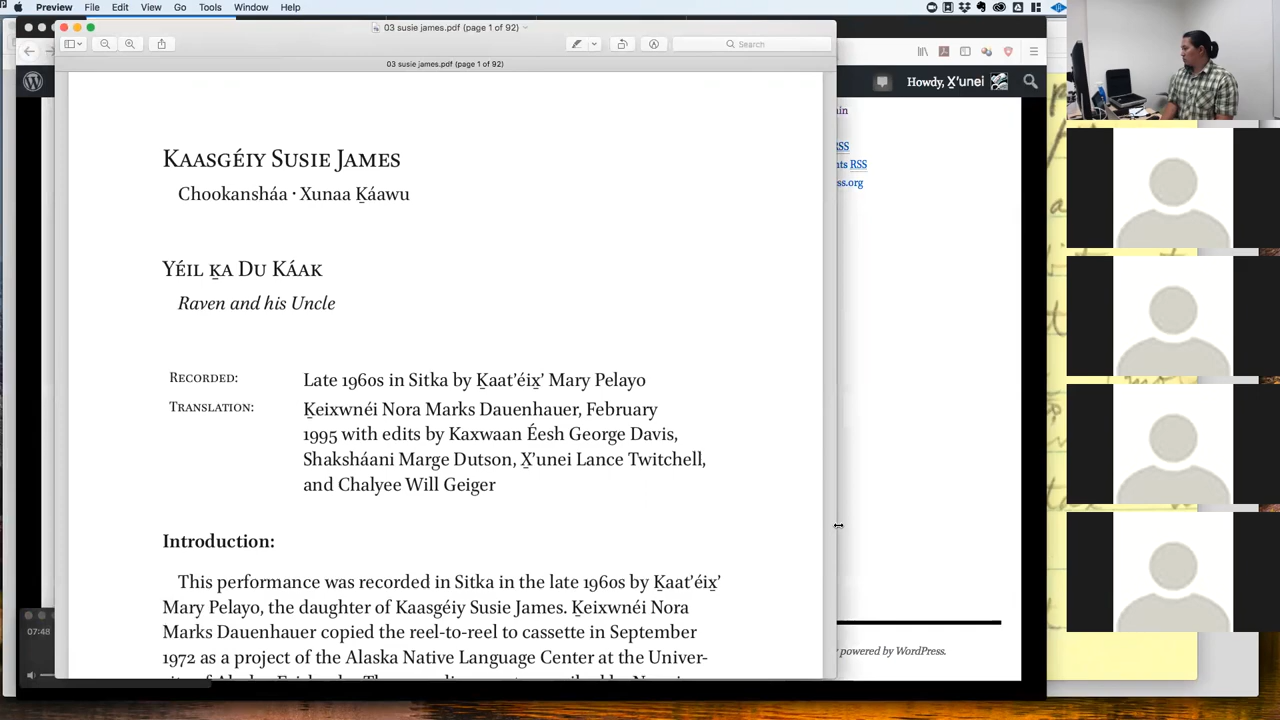 Preview File Edit View Go Tools Window Help
03 susie james.pdf (page 1 of 92)
Search
03 susie james.pdf (page 1 of 92)
Howdy, X̱ʼunei
RSS
nts RSS
ss.org
KAASGÉIY SUSIE JAMES
Chookansháa · Xunaa Ḵáawu
YÉIL ḴA DU KÁAK
Raven and his Uncle
RECORDED: Late 1960s in Sitka by Ḵaat’éix̱’ Mary Pelayo
TRANSLATION: Ḵeixwnéi Nora Marks Dauenhauer, February
1995 with edits by Kaxwaan Éesh George Davis,
Shaksháani Marge Dutson, X̱’unei Lance Twitchell,
and Chalyee Will Geiger
Introduction:
This performance was recorded in Sitka in the late 1960s by Ḵaat’éix̱’
Mary Pelayo, the daughter of Kaasgéiy Susie James. Ḵeixwnéi Nora
Marks Dauenhauer copied the reel-to-reel to cassette in September
1972 as a project of the Alaska Native Language Center at the Univer-
07:48
powered by WordPress.